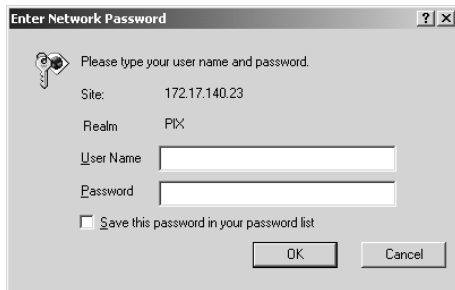 Enter Network Password
Please type your user name and password.
Site: 172.17.140.23
Realm PIX
User Name
Password
Save this password in your password list
OK Cancel